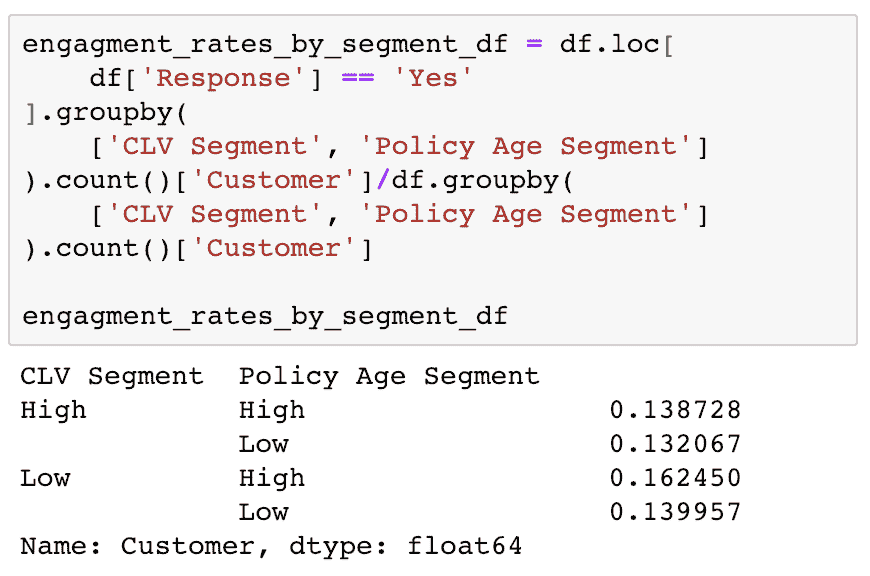 engagment_rates_by_segment_df = df.loc[
    df['Response'] == 'Yes'
].groupby(
    ['CLV Segment', 'Policy Age Segment']
).count()['Customer']/df.groupby(
    ['CLV Segment', 'Policy Age Segment']
).count()['Customer']

engagment_rates_by_segment_df
CLV Segment  Policy Age Segment
High         High                  0.138728
             Low                   0.132067
Low          High                  0.162450
             Low                   0.139957
Name: Customer, dtype: float64